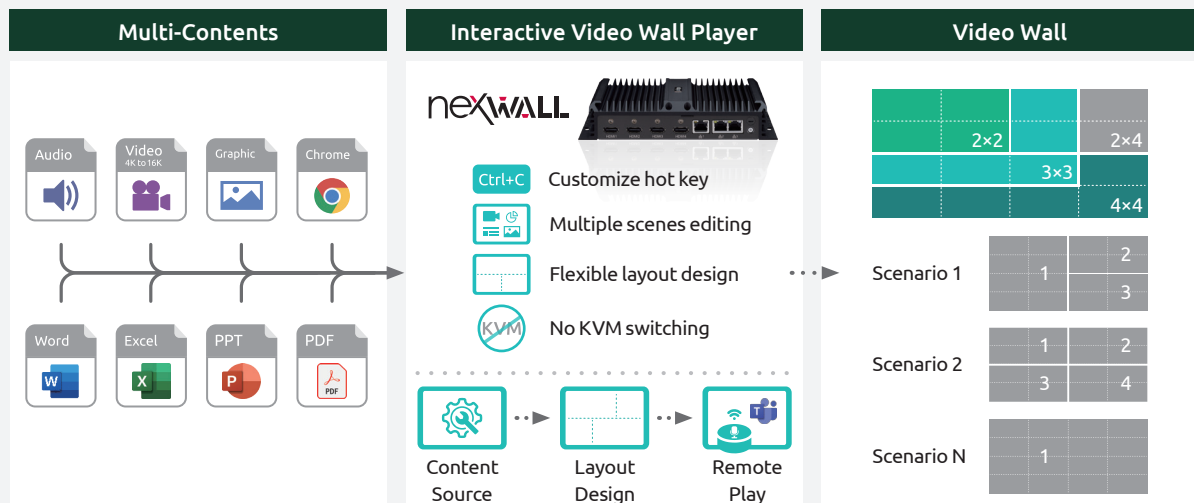 Multi-Contents
Audio
Video
4K to 16K
Graphic
Chrome
Word
W
Excel
X
PPT
P
PDF
PDF
Interactive Video Wall Player
nexWALL
Ctrl+C
Customize hot key
Multiple scenes editing
Flexible layout design
KVM
No KVM switching
Content
Source
Layout
Design
T
Remote
Play
Video Wall
2×2
2×4
3×3
4×4
Scenario 1
1
2
3
Scenario 2
1
2
3
4
Scenario N
1